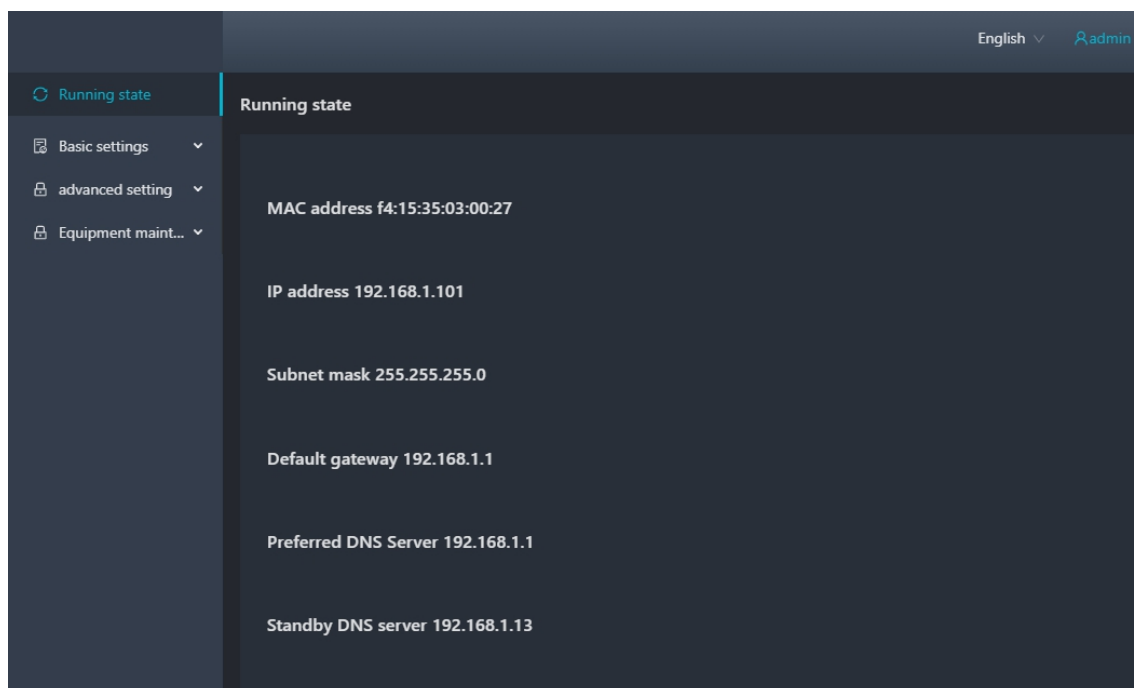 English
admin
Running state
Running state
Basic settings
advanced setting
Equipment maint...
MAC address f4:15:35:03:00:27
IP address 192.168.1.101
Subnet mask 255.255.255.0
Default gateway 192.168.1.1
Preferred DNS Server 192.168.1.1
Standby DNS server 192.168.1.13